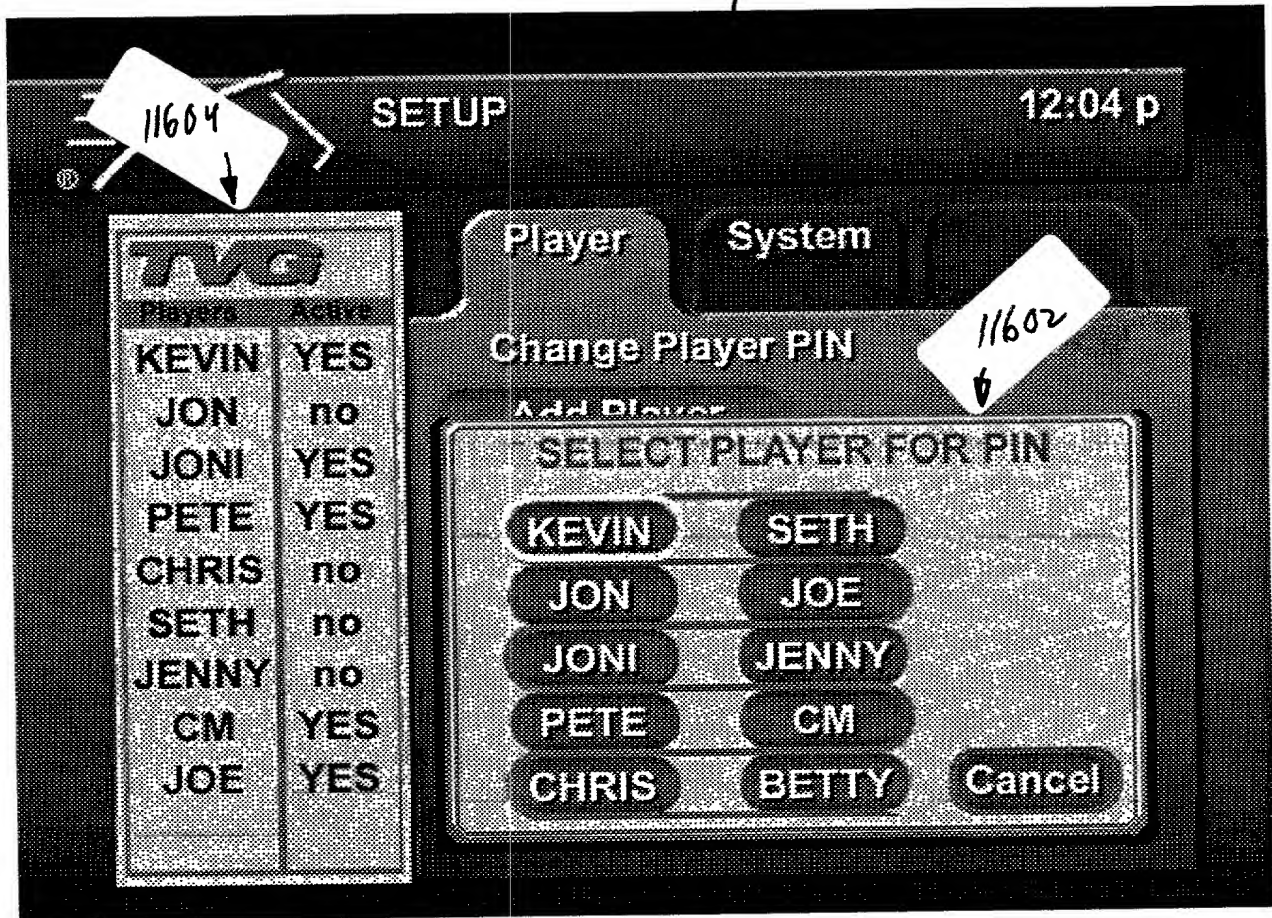 11604
SETUP
12:04 p
®
TVG
Players Active
KEVIN YES
JON no
JONI YES
PETE YES
CHRIS no
SETH no
JENNY no
CM YES
JOE YES
Player System
11602
Change Player PIN
Add Player
SELECT PLAYER FOR PIN
KEVIN SETH
JON JOE
JONI JENNY
PETE CM
CHRIS BETTY
Cancel